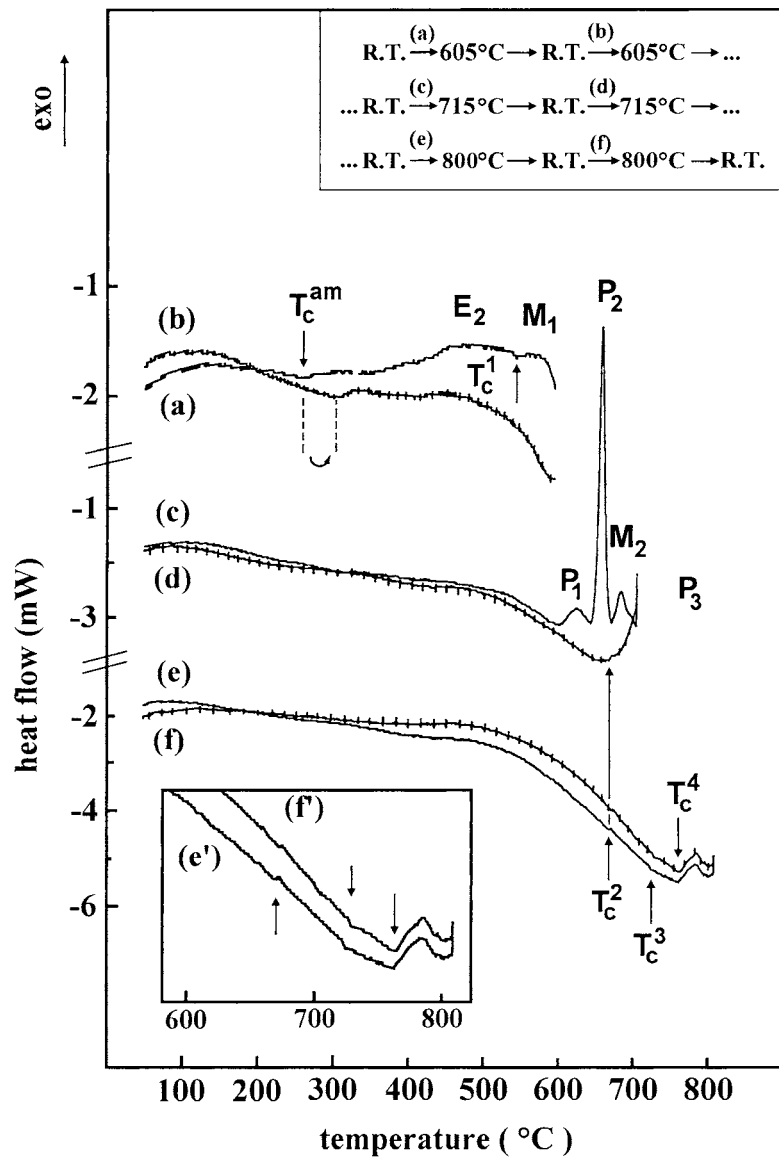 (a) (b)
R.T. → 605°C → R.T. → 605°C → ...
(c) (d)
... R.T. → 715°C → R.T. → 715°C → ...
(e) (f)
... R.T. → 800°C → R.T. → 800°C → R.T.
exo
-1
T_c^am
E₂
M₁
P₂
(b)
(a)
T_c^1
-2
-1
(c)
(d)
P₁
M₂
P₃
-3
(e)
(f)
-2
-4
-6
T_c^4
T_c^2
T_c^3
(f')
(e')
600 700 800
heat flow (mW)
100 200 300 400 500 600 700 800
temperature ( °C)